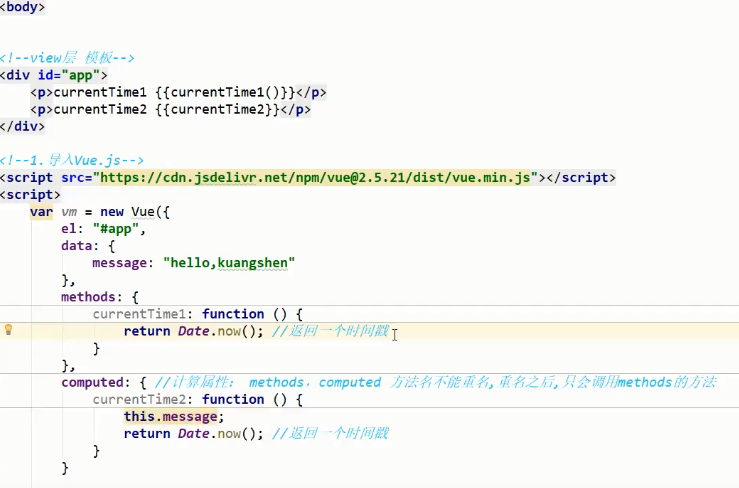 <body>
<!--view层 模板-->
<div id="app">
<p>currentTime1 {{currentTime1()}}</p>
<p>currentTime2 {{currentTime2}}</p>
</div>
<!--1.导入Vue.js-->
<script src="https://cdn.jsdelivr.net/npm/vue@2.5.21/dist/vue.min.js"></script>
<script>
var vm = new Vue({
el: "#app",
data: {
message: "hello,kuangshen"
},
methods: {
currentTime1: function () {
return Date.now(); //返回一个时间戳
}
},
computed: { //计算属性： methods，computed 方法名不能重名,重名之后,只会调用methods的方法
currentTime2: function () {
this.message;
return Date.now(); //返回一个时间戳
}
}